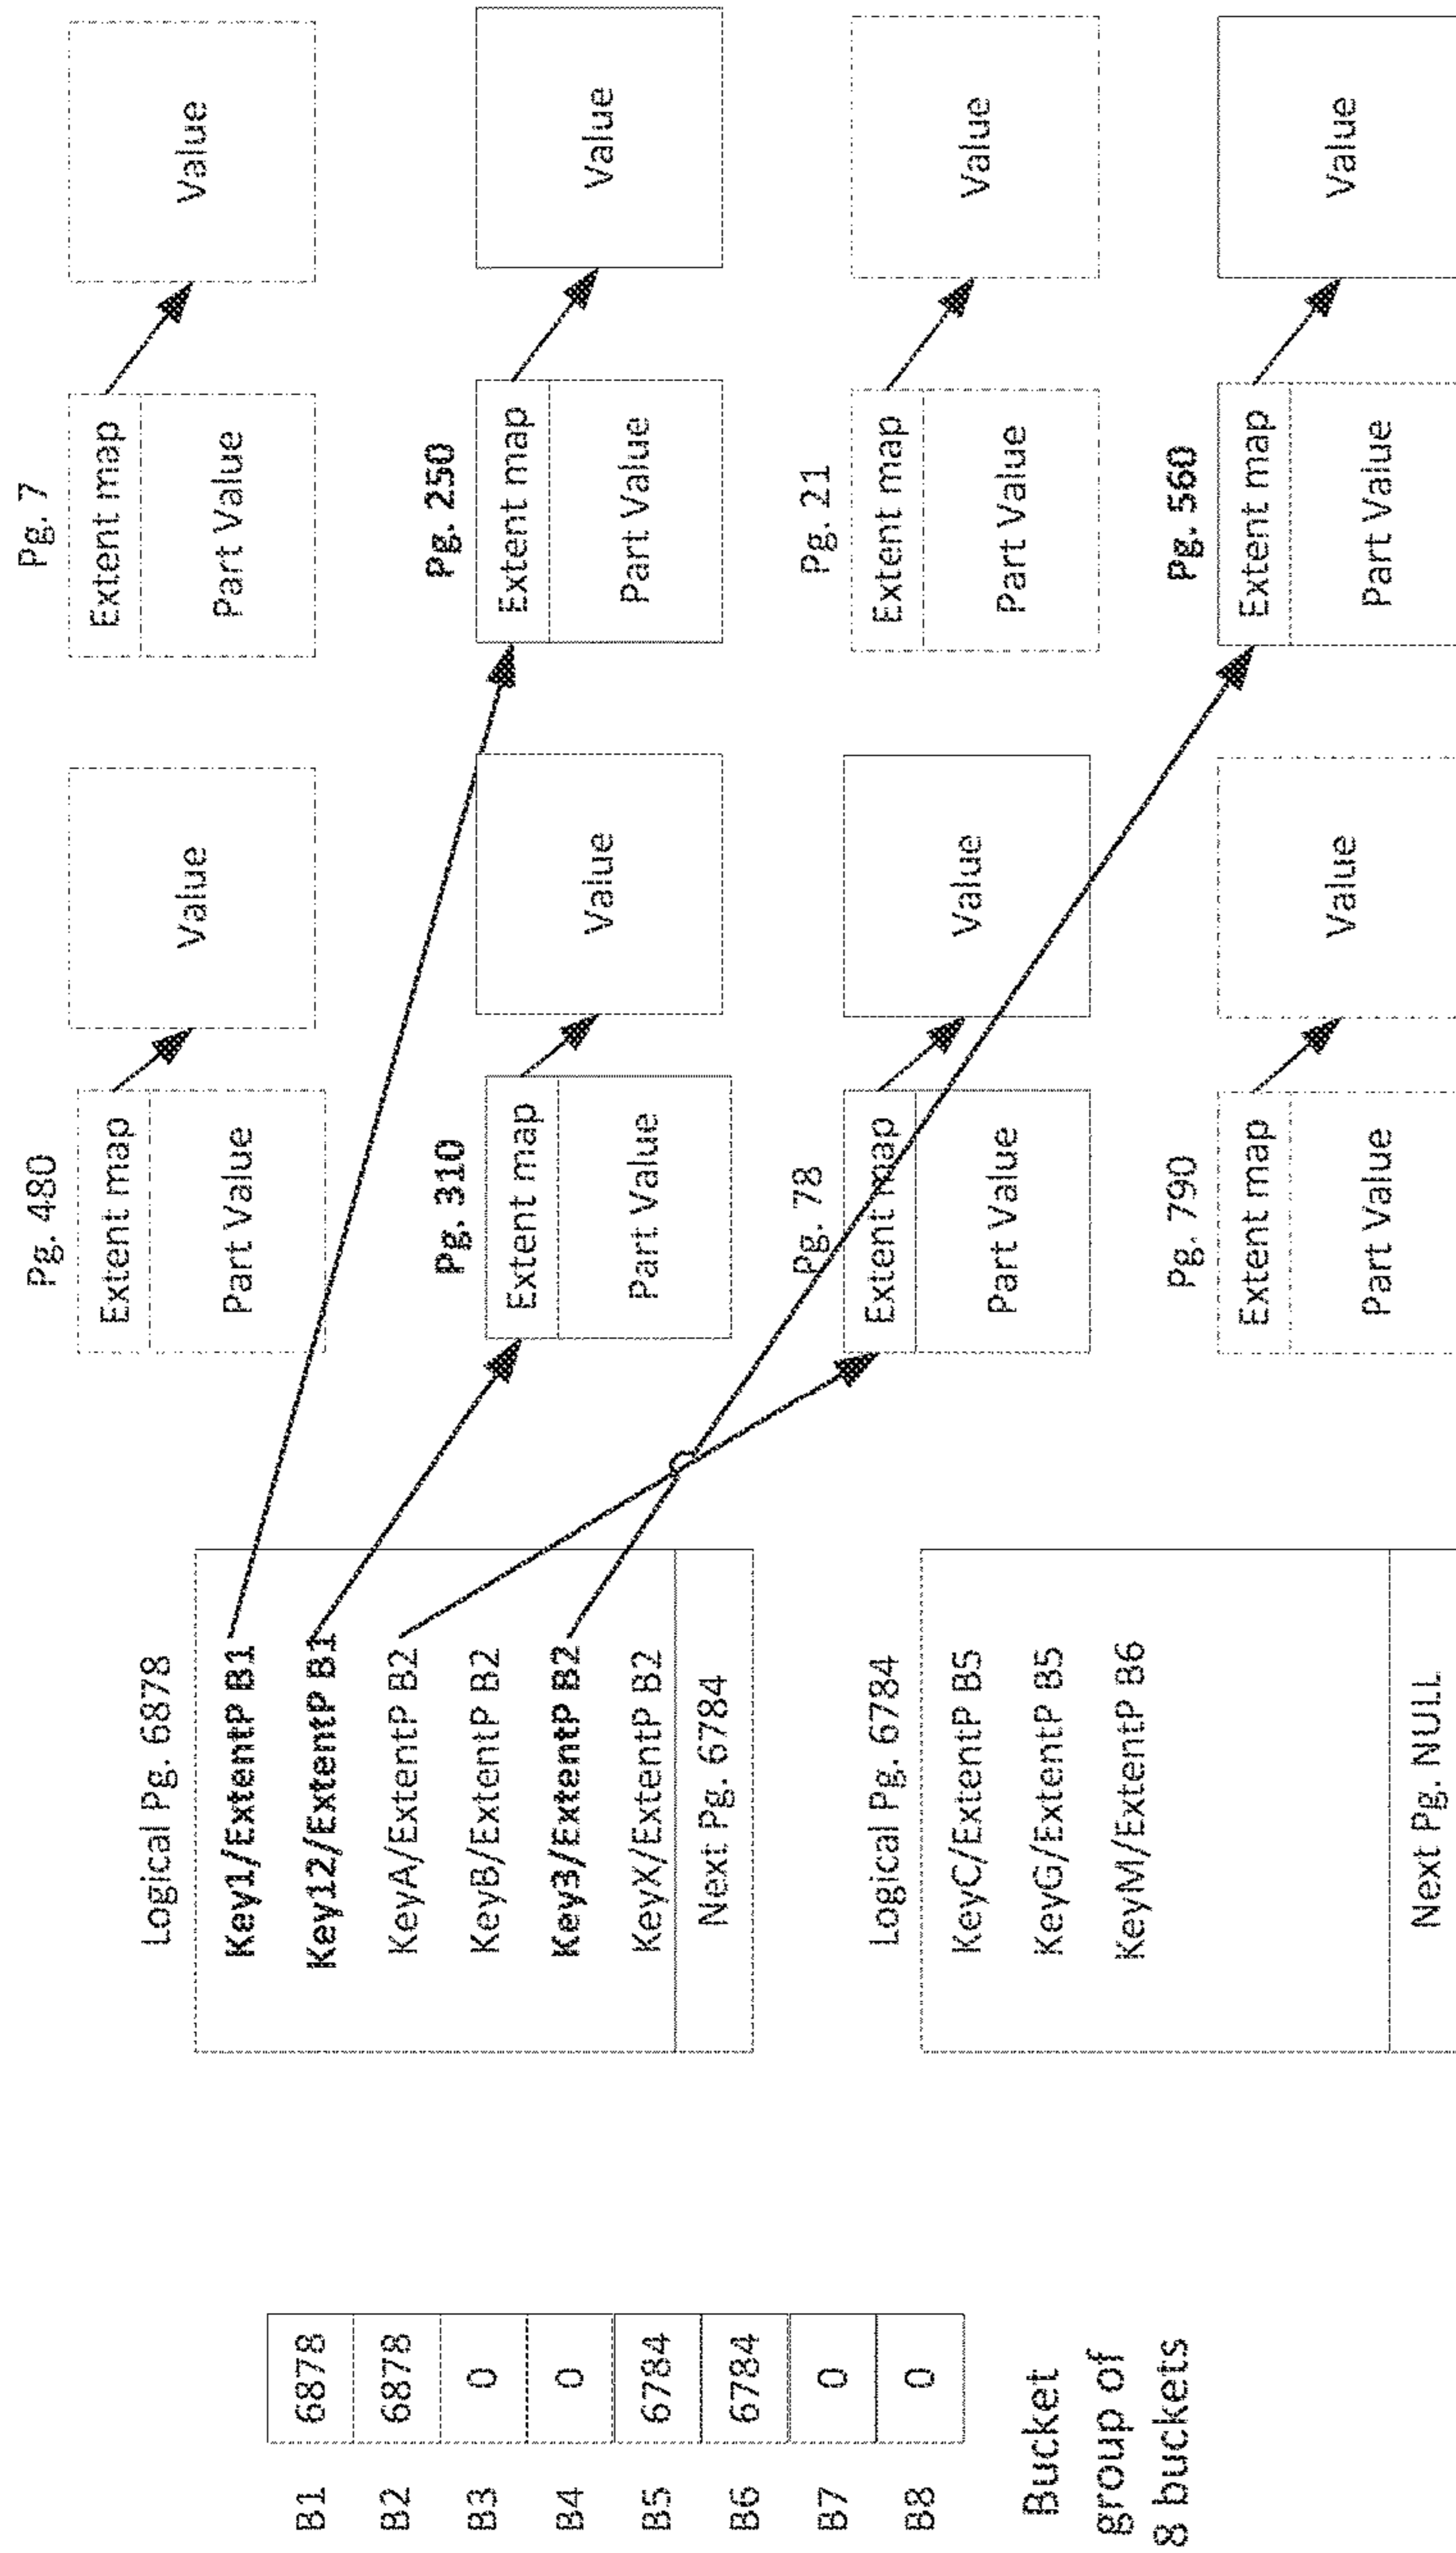 B1
6878
B2
6878
B3
0
B4
0
B5
6784
B6
6784
B7
0
B8
0
Bucket
group of
8 buckets
Logical Pg. 6878
Key1/ExtentP B1
Key12/ExtentP B1
KeyA/ExtentP B2
KeyB/ExtentP B2
Key3/ExtentP B2
KeyX/ExtentP B2
Next Pg. 6784
Logical Pg. 6784
KeyC/ExtentP B5
KeyG/ExtentP B5
KeyM/ExtentP B6
Next Pg. NULL
Pg. 480
Extent map
Part Value
Value
Pg. 7
Extent map
Part Value
Value
Pg. 310
Extent map
Part Value
Value
Pg. 250
Extent map
Part Value
Value
Pg. 78
Extent map
Part Value
Value
Pg. 21
Extent map
Part Value
Value
Pg. 790
Extent map
Part Value
Value
Pg. 560
Extent map
Part Value
Value